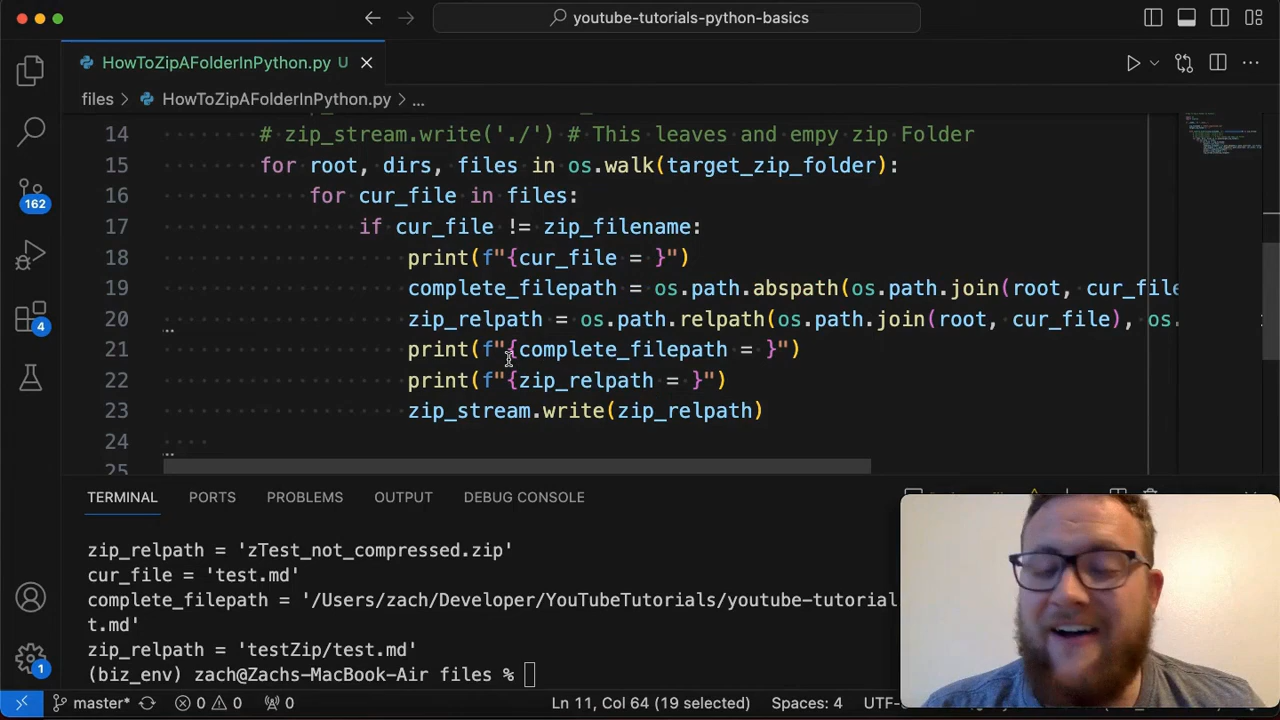 youtube-tutorials-python-basics
HowToZipAFolderInPython.py U
files > HowToZipAFolderInPython.py > ...
14 # zip_stream.write(' /') # This leaves and empy zip Folder
15 for root, dirs, files in os.walk(target_zip_folder):
16 for cur_file in files:
17 if cur_file != zip_filename:
18 print(f"{cur_file = }")
19 complete_filepath = os.path.abspath(os.path.join(root, cur_file
20 zip_relpath = os.path.relpath(os.path.join(root, cur_file), os.
21 print(f"{complete_filepath = }")
22 print(f"{zip_relpath = }")
23 zip_stream.write(zip_relpath)
24
25
162
4
1
TERMINAL PORTS PROBLEMS OUTPUT DEBUG CONSOLE
zip_relpath = 'zTest_not_compressed.zip'
cur_file = 'test.md'
complete_filepath = '/Users/zach/Developer/YouTubeTutorials/youtube-tutorial
t.md'
zip_relpath = 'testZip/test.md'
(biz_env) zach@Zachs-MacBook-Air files %
master* 0 0 0 Ln 11, Col 64 (19 selected) Spaces: 4 UTF-